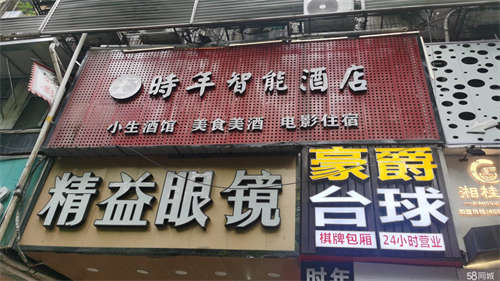 時年智能酒店
小生酒馆 美食美酒 电影住宿
精益眼镜
豪爵
台球
棋牌包厢 24小时营业
时年
湘
58同城